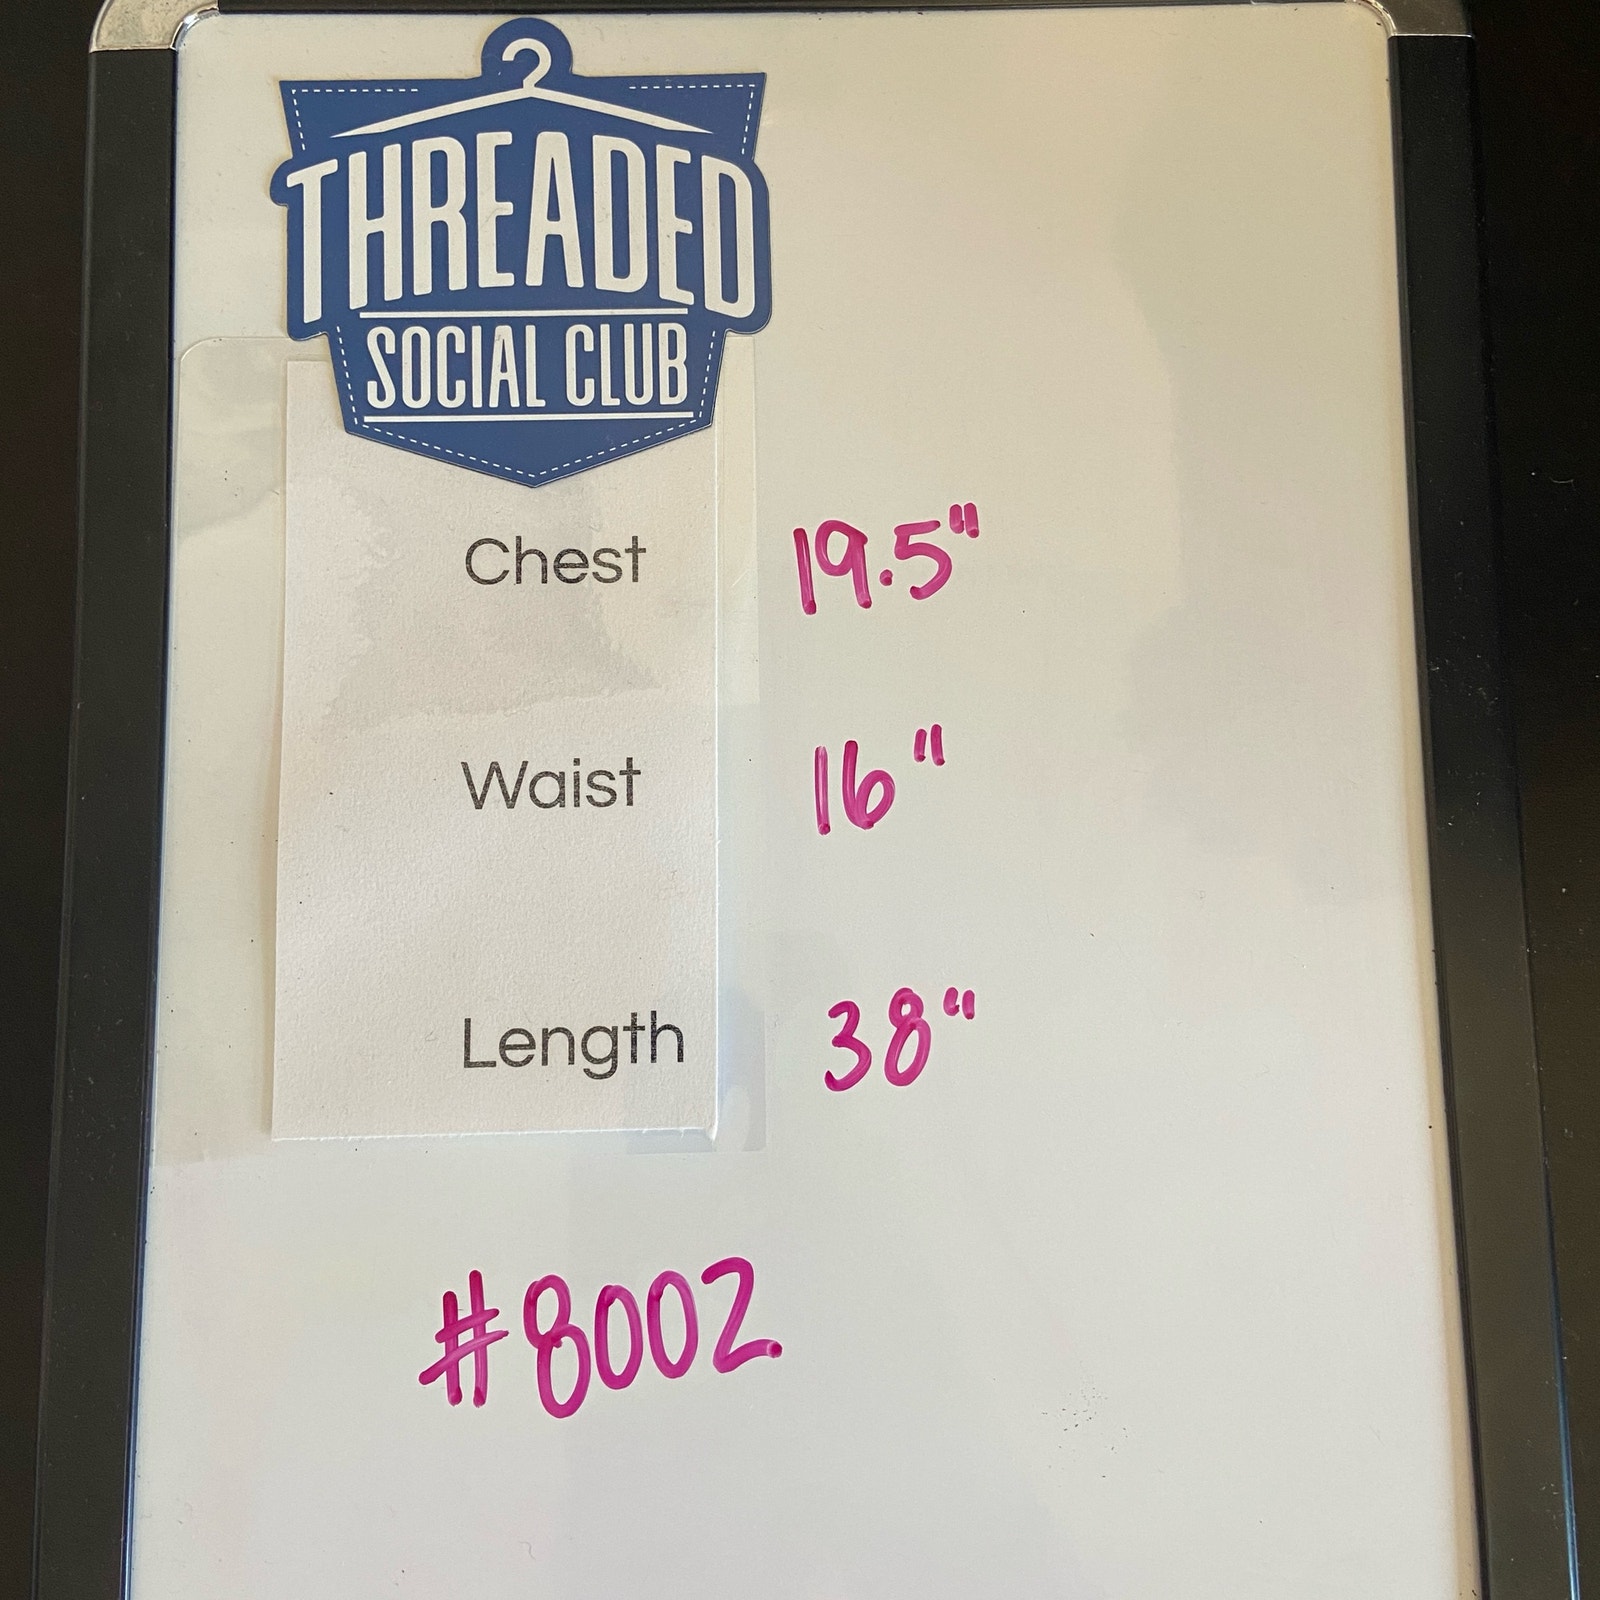 THREADED
SOCIAL CLUB
Chest 19.5"
Waist 16"
Length 38"
#8002